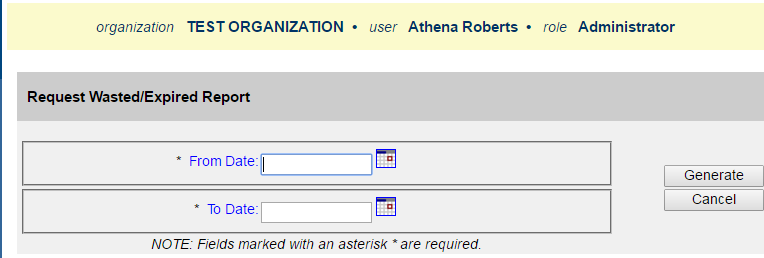 organization TEST ORGANIZATION • user Athena Roberts • role Administrator
Request Wasted/Expired Report
* From Date:
Generate
Cancel
* To Date:
NOTE: Fields marked with an asterisk * are required.